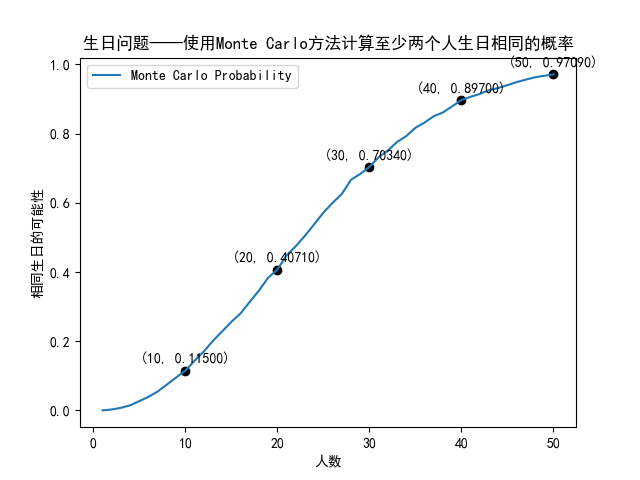 生日问题——使用Monte Carlo方法计算至少两个人生日相同的概率
Monte Carlo Probability
(50, 0.97090)
(40, 0.89700)
(30, 0.70340)
(20, 0.40710)
(10, 0.11500)
相同生日的可能性
1.0
0.8
0.6
0.4
0.2
0.0
0 10 20 30 40 50
人数